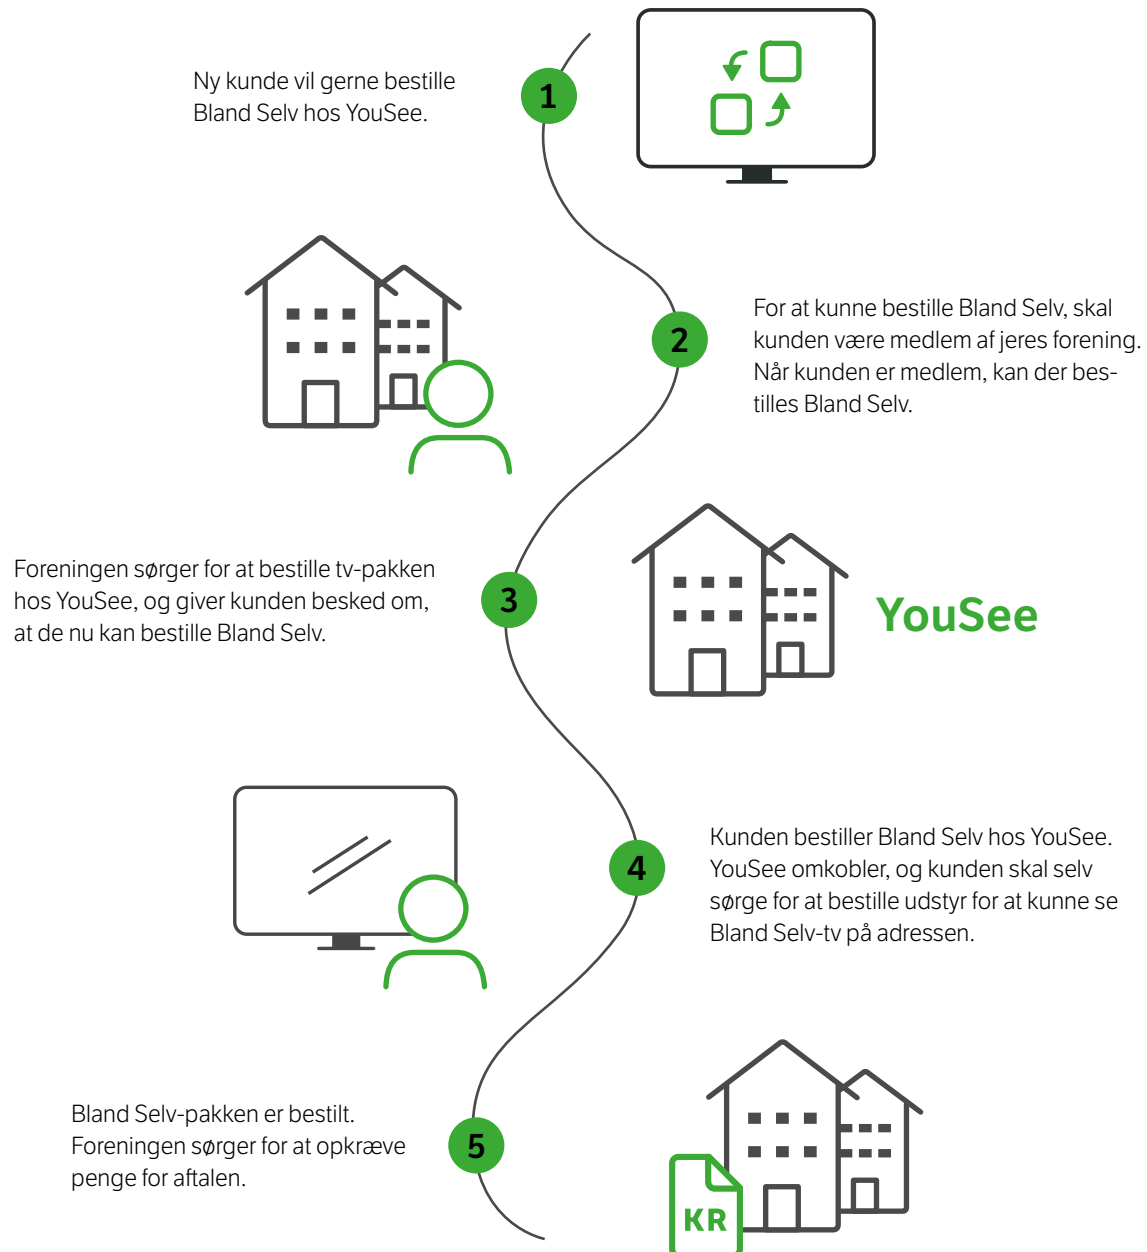 Ny kunde vil gerne bestille
Bland Selv hos YouSee.
1
2
For at kunne bestille Bland Selv, skal
kunden være medlem af jeres forening.
Når kunden er medlem, kan der bes-
tilles Bland Selv.
Foreningen sørger for at bestille tv-pakken
hos YouSee, og giver kunden besked om,
at de nu kan bestille Bland Selv.
3
YouSee
4
Kunden bestiller Bland Selv hos YouSee.
YouSee omkobler, og kunden skal selv
sørge for at bestille udstyr for at kunne se
Bland Selv-tv på adressen.
Bland Selv-pakken er bestilt.
Foreningen sørger for at opkræve
penge for aftalen.
5
KR